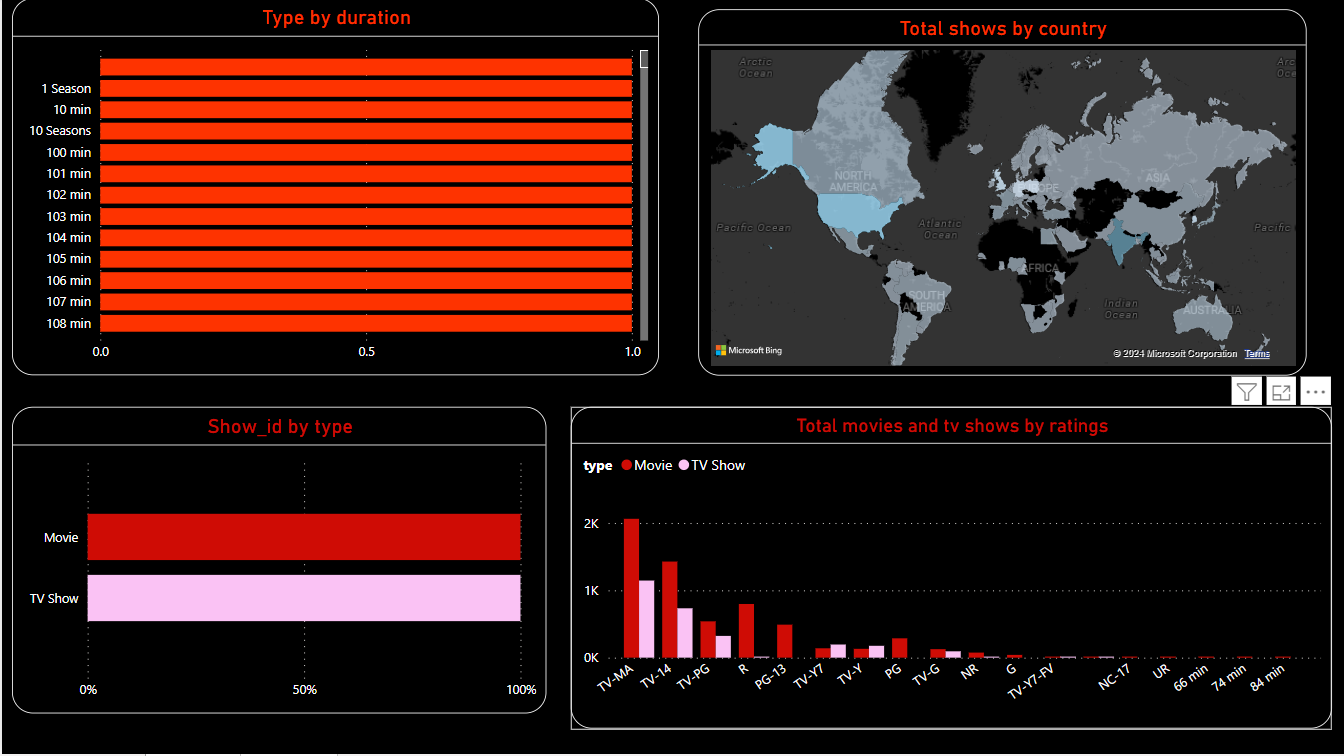 Type by duration
1 Season
10 min
10 Seasons
100 min
101 min
102 min
103 min
104 min
105 min
106 min
107 min
108 min
0.0 0.5 1.0
Total shows by country
Arctic
Ocean
Arc
Oce
NORTH
AMERICA
EUROPE
ASIA
Pacific Ocean
Atlantic
Ocean
Pacific
AFRICA
SOUTH
AMERICA
Indian
Ocean
AUSTRALIA
Microsoft Bing
© 2024 Microsoft Corporation Terms
Show_id by type
Movie
TV Show
0% 50% 100%
Total movies and tv shows by ratings
type Movie TV Show
2K
1K
0K
TV-MA TV-14 TV-PG R PG-13 TV-Y7 TV-Y PG TV-G NR G TV-Y7-FV NC-17 UR 66 min 74 min 84 min